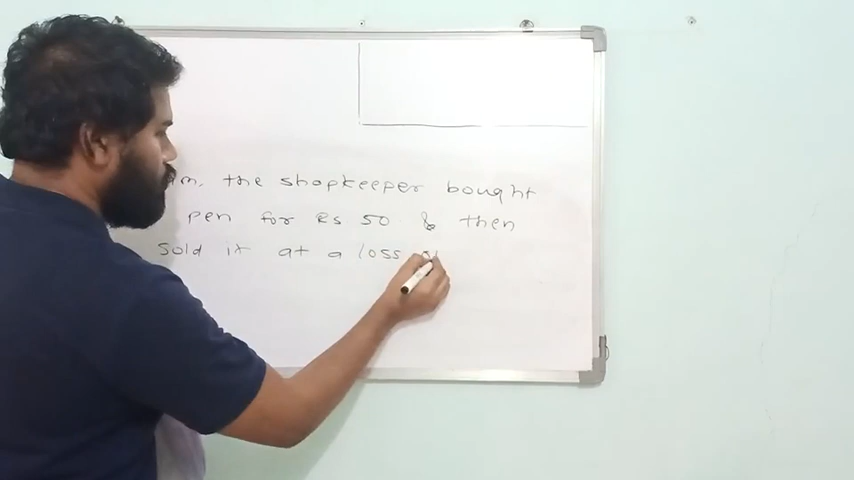 the shopkeeper bought
pen for Rs 50 & then
sold it at a loss